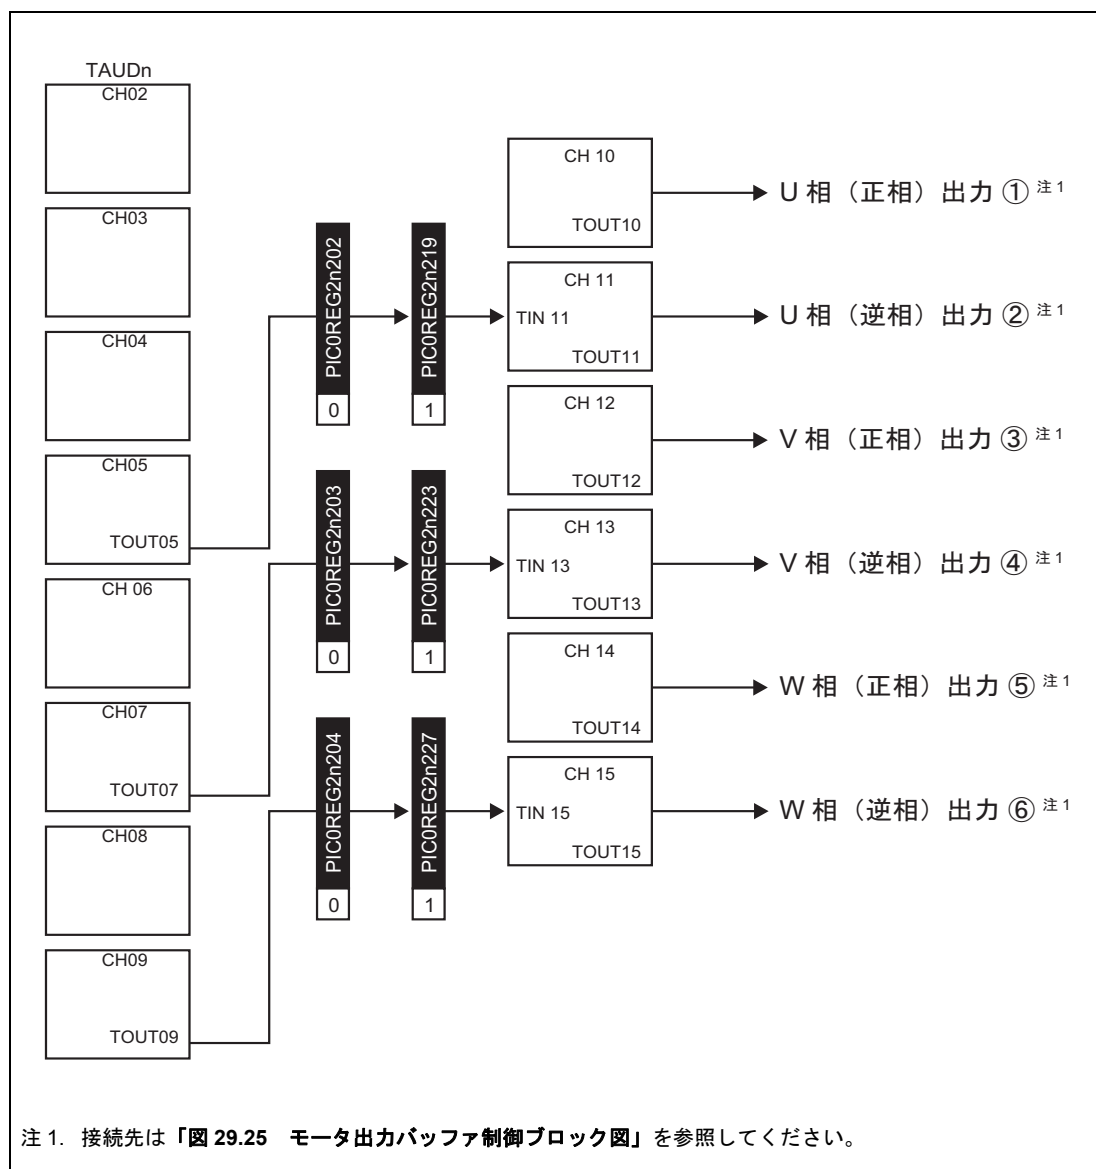 TAUDn
CH02
CH03
CH04
CH05
TOUT05
CH 06
CH07
TOUT07
CH08
CH09
TOUT09
PIC0REG2n202
0
PIC0REG2n219
1
PIC0REG2n203
0
PIC0REG2n223
1
PIC0REG2n204
0
PIC0REG2n227
1
CH 10
TOUT10
U 相（正相）出力 ① 注 1
CH 11
TIN 11
TOUT11
U 相（逆相）出力 ② 注 1
CH 12
TOUT12
V 相（正相）出力 ③ 注 1
CH 13
TIN 13
TOUT13
V 相（逆相）出力 ④ 注 1
CH 14
TOUT14
W 相（正相）出力 ⑤ 注 1
CH 15
TIN 15
TOUT15
W 相（逆相）出力 ⑥ 注 1
注 1. 接続先は「図 29.25 モータ出力バッファ制御ブロック図」を参照してください。